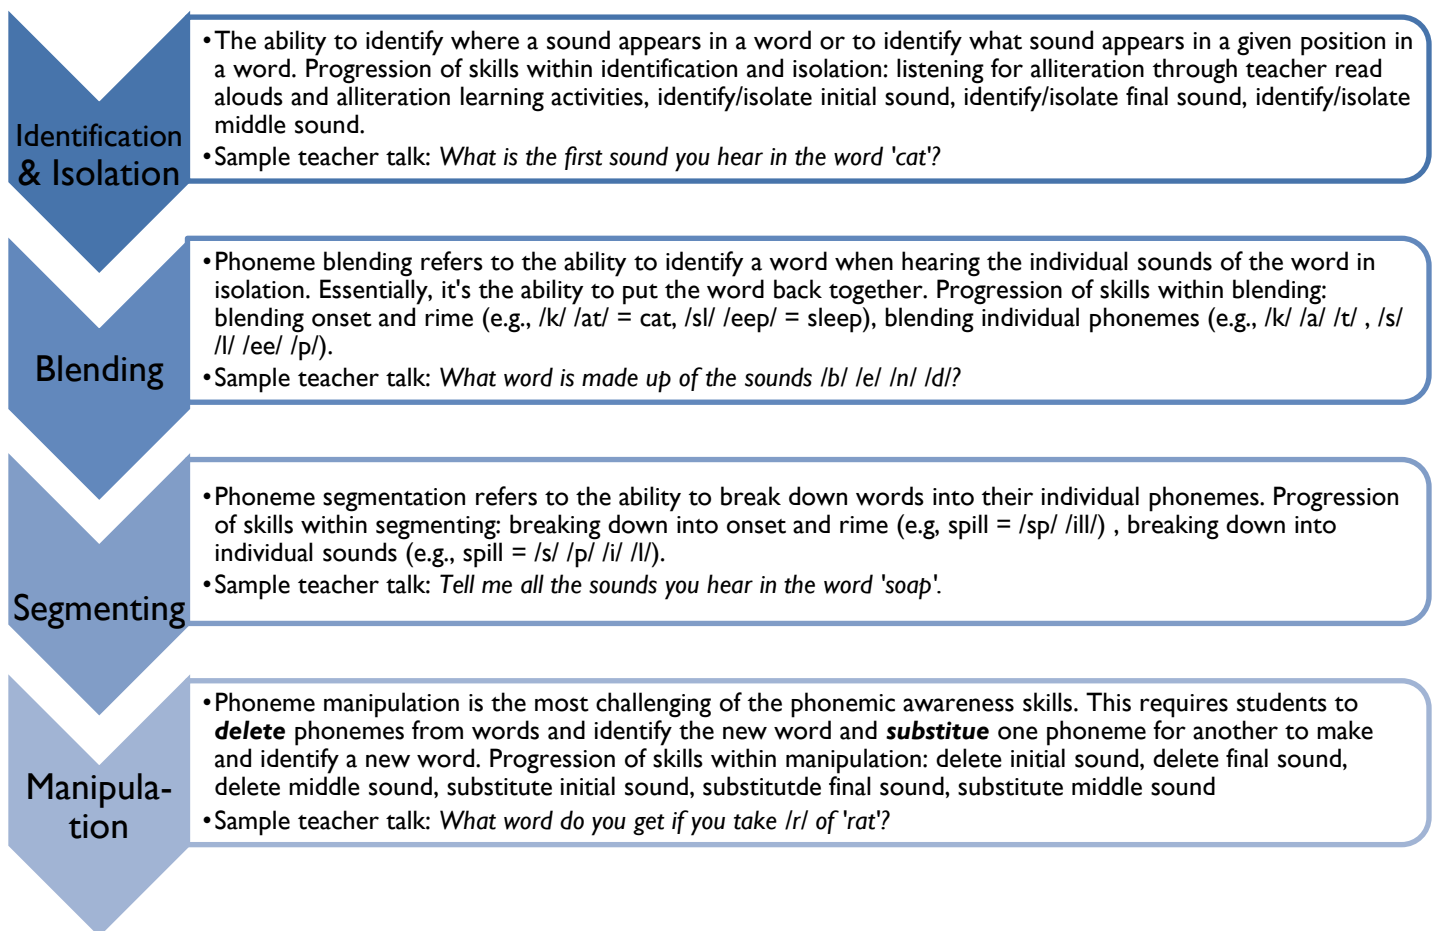 Identification
& Isolation
•The ability to identify where a sound appears in a word or to identify what sound appears in a given position in
a word. Progression of skills within identification and isolation: listening for alliteration through teacher read
alouds and alliteration learning activities, identify/isolate initial sound, identify/isolate final sound, identify/isolate
middle sound.
•Sample teacher talk: What is the first sound you hear in the word 'cat'?
Blending
•Phoneme blending refers to the ability to identify a word when hearing the individual sounds of the word in
isolation. Essentially, it's the ability to put the word back together. Progression of skills within blending:
blending onset and rime (e.g., /k/ /at/ = cat, /sl/ /eep/ = sleep), blending individual phonemes (e.g., /k/ /a/ /t/ , /s/
/l/ /ee/ /p/).
•Sample teacher talk: What word is made up of the sounds /b/ /e/ /n/ /d/?
Segmenting
•Phoneme segmentation refers to the ability to break down words into their individual phonemes. Progression
of skills within segmenting: breaking down into onset and rime (e.g, spill = /sp/ /ill/) , breaking down into
individual sounds (e.g., spill = /s/ /p/ /i/ /l/).
•Sample teacher talk: Tell me all the sounds you hear in the word 'soap'.
Manipula-
tion
•Phoneme manipulation is the most challenging of the phonemic awareness skills. This requires students to
delete phonemes from words and identify the new word and substitue one phoneme for another to make
and identify a new word. Progression of skills within manipulation: delete initial sound, delete final sound,
delete middle sound, substitute initial sound, substitutde final sound, substitute middle sound
•Sample teacher talk: What word do you get if you take /r/ of 'rat'?